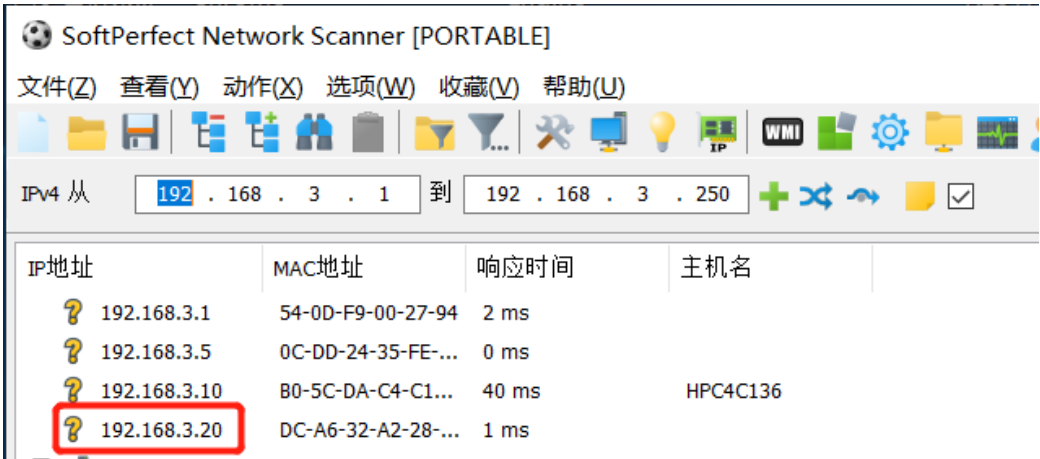 SoftPerfect Network Scanner [PORTABLE]
文件(Z) 查看(Y) 动作(X) 选项(W) 收藏(V) 帮助(U)
IP WMI
IPv4 从 192 . 168 . 3 . 1 到 192 . 168 . 3 . 250
IP地址 MAC地址 响应时间 主机名
192.168.3.1 54-0D-F9-00-27-94 2 ms
192.168.3.5 0C-DD-24-35-FE-... 0 ms
192.168.3.10 B0-5C-DA-C4-C1... 40 ms HPC4C136
192.168.3.20 DC-A6-32-A2-28-... 1 ms